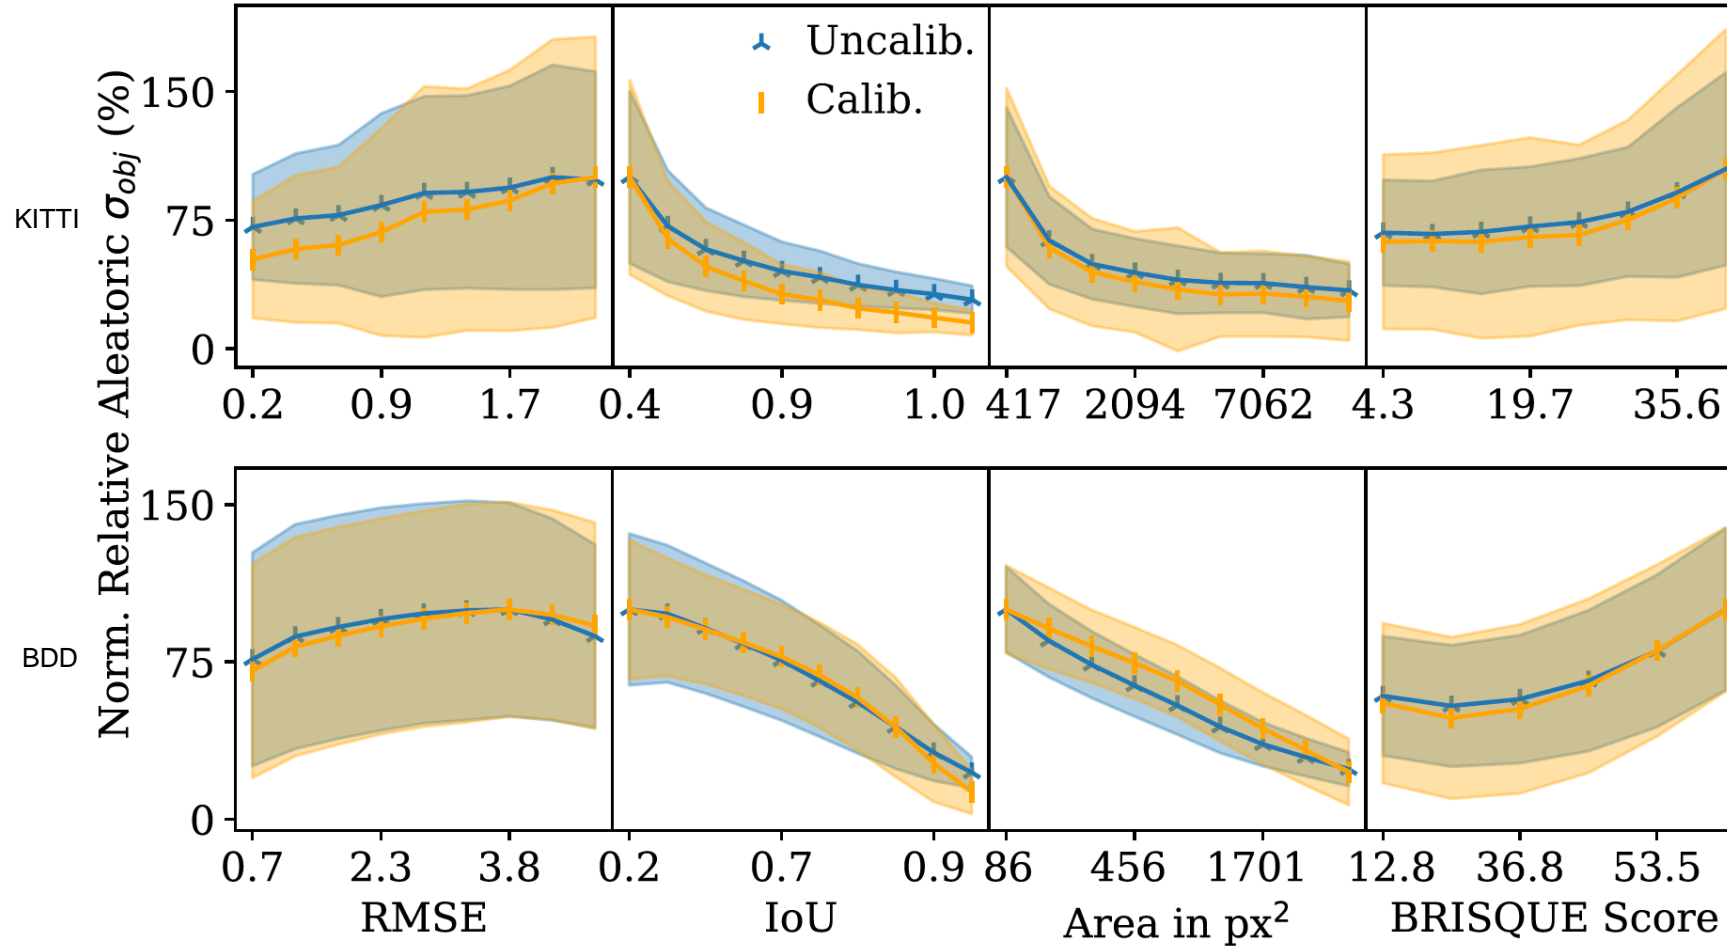 Norm. Relative Aleatoric σobj (%)
Uncalib.
Calib.
KITTI
150
75
0
0.2 0.9 1.7
0.4 0.9 1.0
417 2094 7062
4.3 19.7 35.6
BDD
150
75
0
0.7 2.3 3.8
0.2 0.7 0.9
86 456 1701
12.8 36.8 53.5
RMSE
IoU
Area in px²
BRISQUE Score